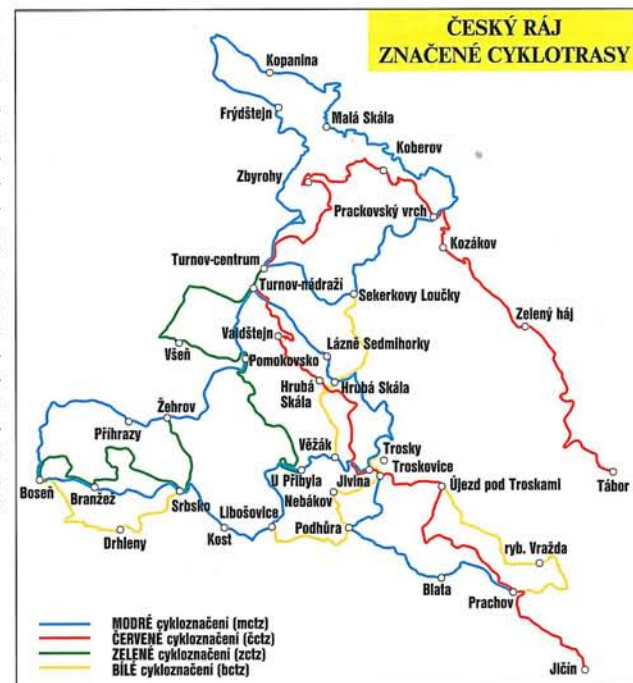 ČESKÝ RÁJ
ZNAČENÉ CYKLOTRASY
Kopanina
Frýdštejn
Malá Skála
Koberov
Zbyrohy
Prackovský vrch
Kozákov
Turnov-centrum
Turnov-nádraží
Sekerkovy Loučky
Zelený háj
Valdštejn
Lázně Sedmihorky
Všeň
Pomokovsko
Hrubá
Skála
Hrubá Skála
Žehrov
Příhrazy
Věžák
Trosky
Troskovice
Tábor
Boseň
Branžez
Srbsko
Libošovice
U Přibyla
Jivina
Nebákov
Újezd pod Troskami
Drhleny
Kost
Podhůra
ryb. Vražda
Blata
Prachov
Jičín
MODRÉ cykloznačení (mctz)
ČERVENÉ cykloznačení (čctz)
ZELENÉ cykloznačení (zctz)
BÍLÉ cykloznačení (bctz)